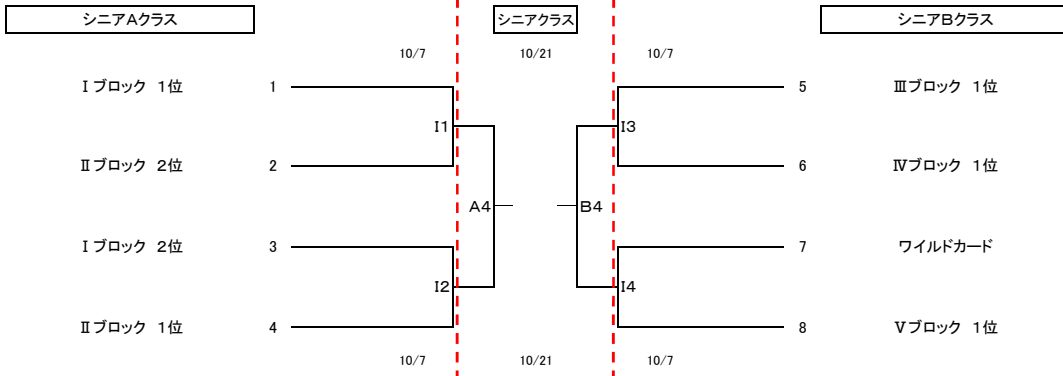 シニアAクラス シニアクラス シニアBクラス
10/7 10/21 10/7
Ⅰブロック 1位 1 5 Ⅲブロック 1位
I1 I3
Ⅱブロック 2位 2 6 Ⅳブロック 1位
A4 B4
Ⅰブロック 2位 3 7 ワイルドカード
I2 I4
Ⅱブロック 1位 4 8 Ⅴブロック 1位
10/7 10/21 10/7